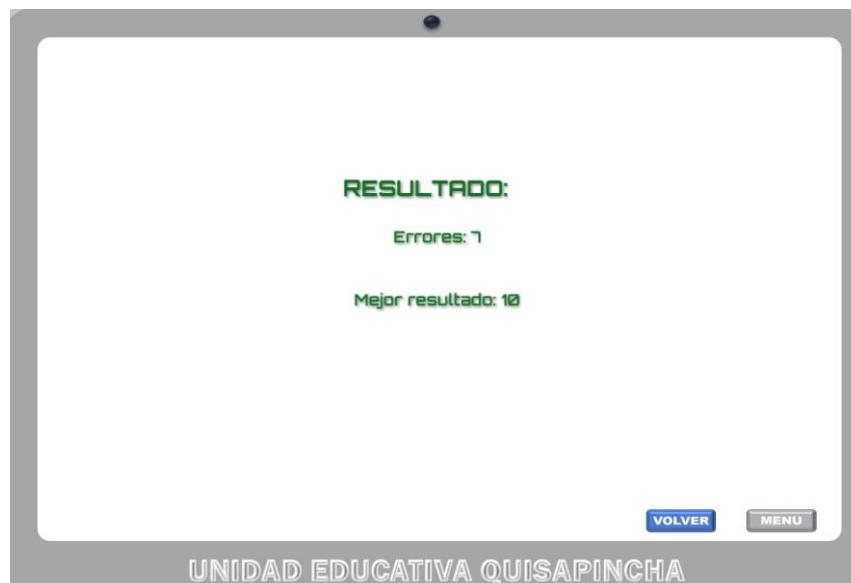 RESULTADO:
Errores: 7
Mejor resultado: 10
VOLVER MENU
UNIDAD EDUCATIVA QUISAPINCHA